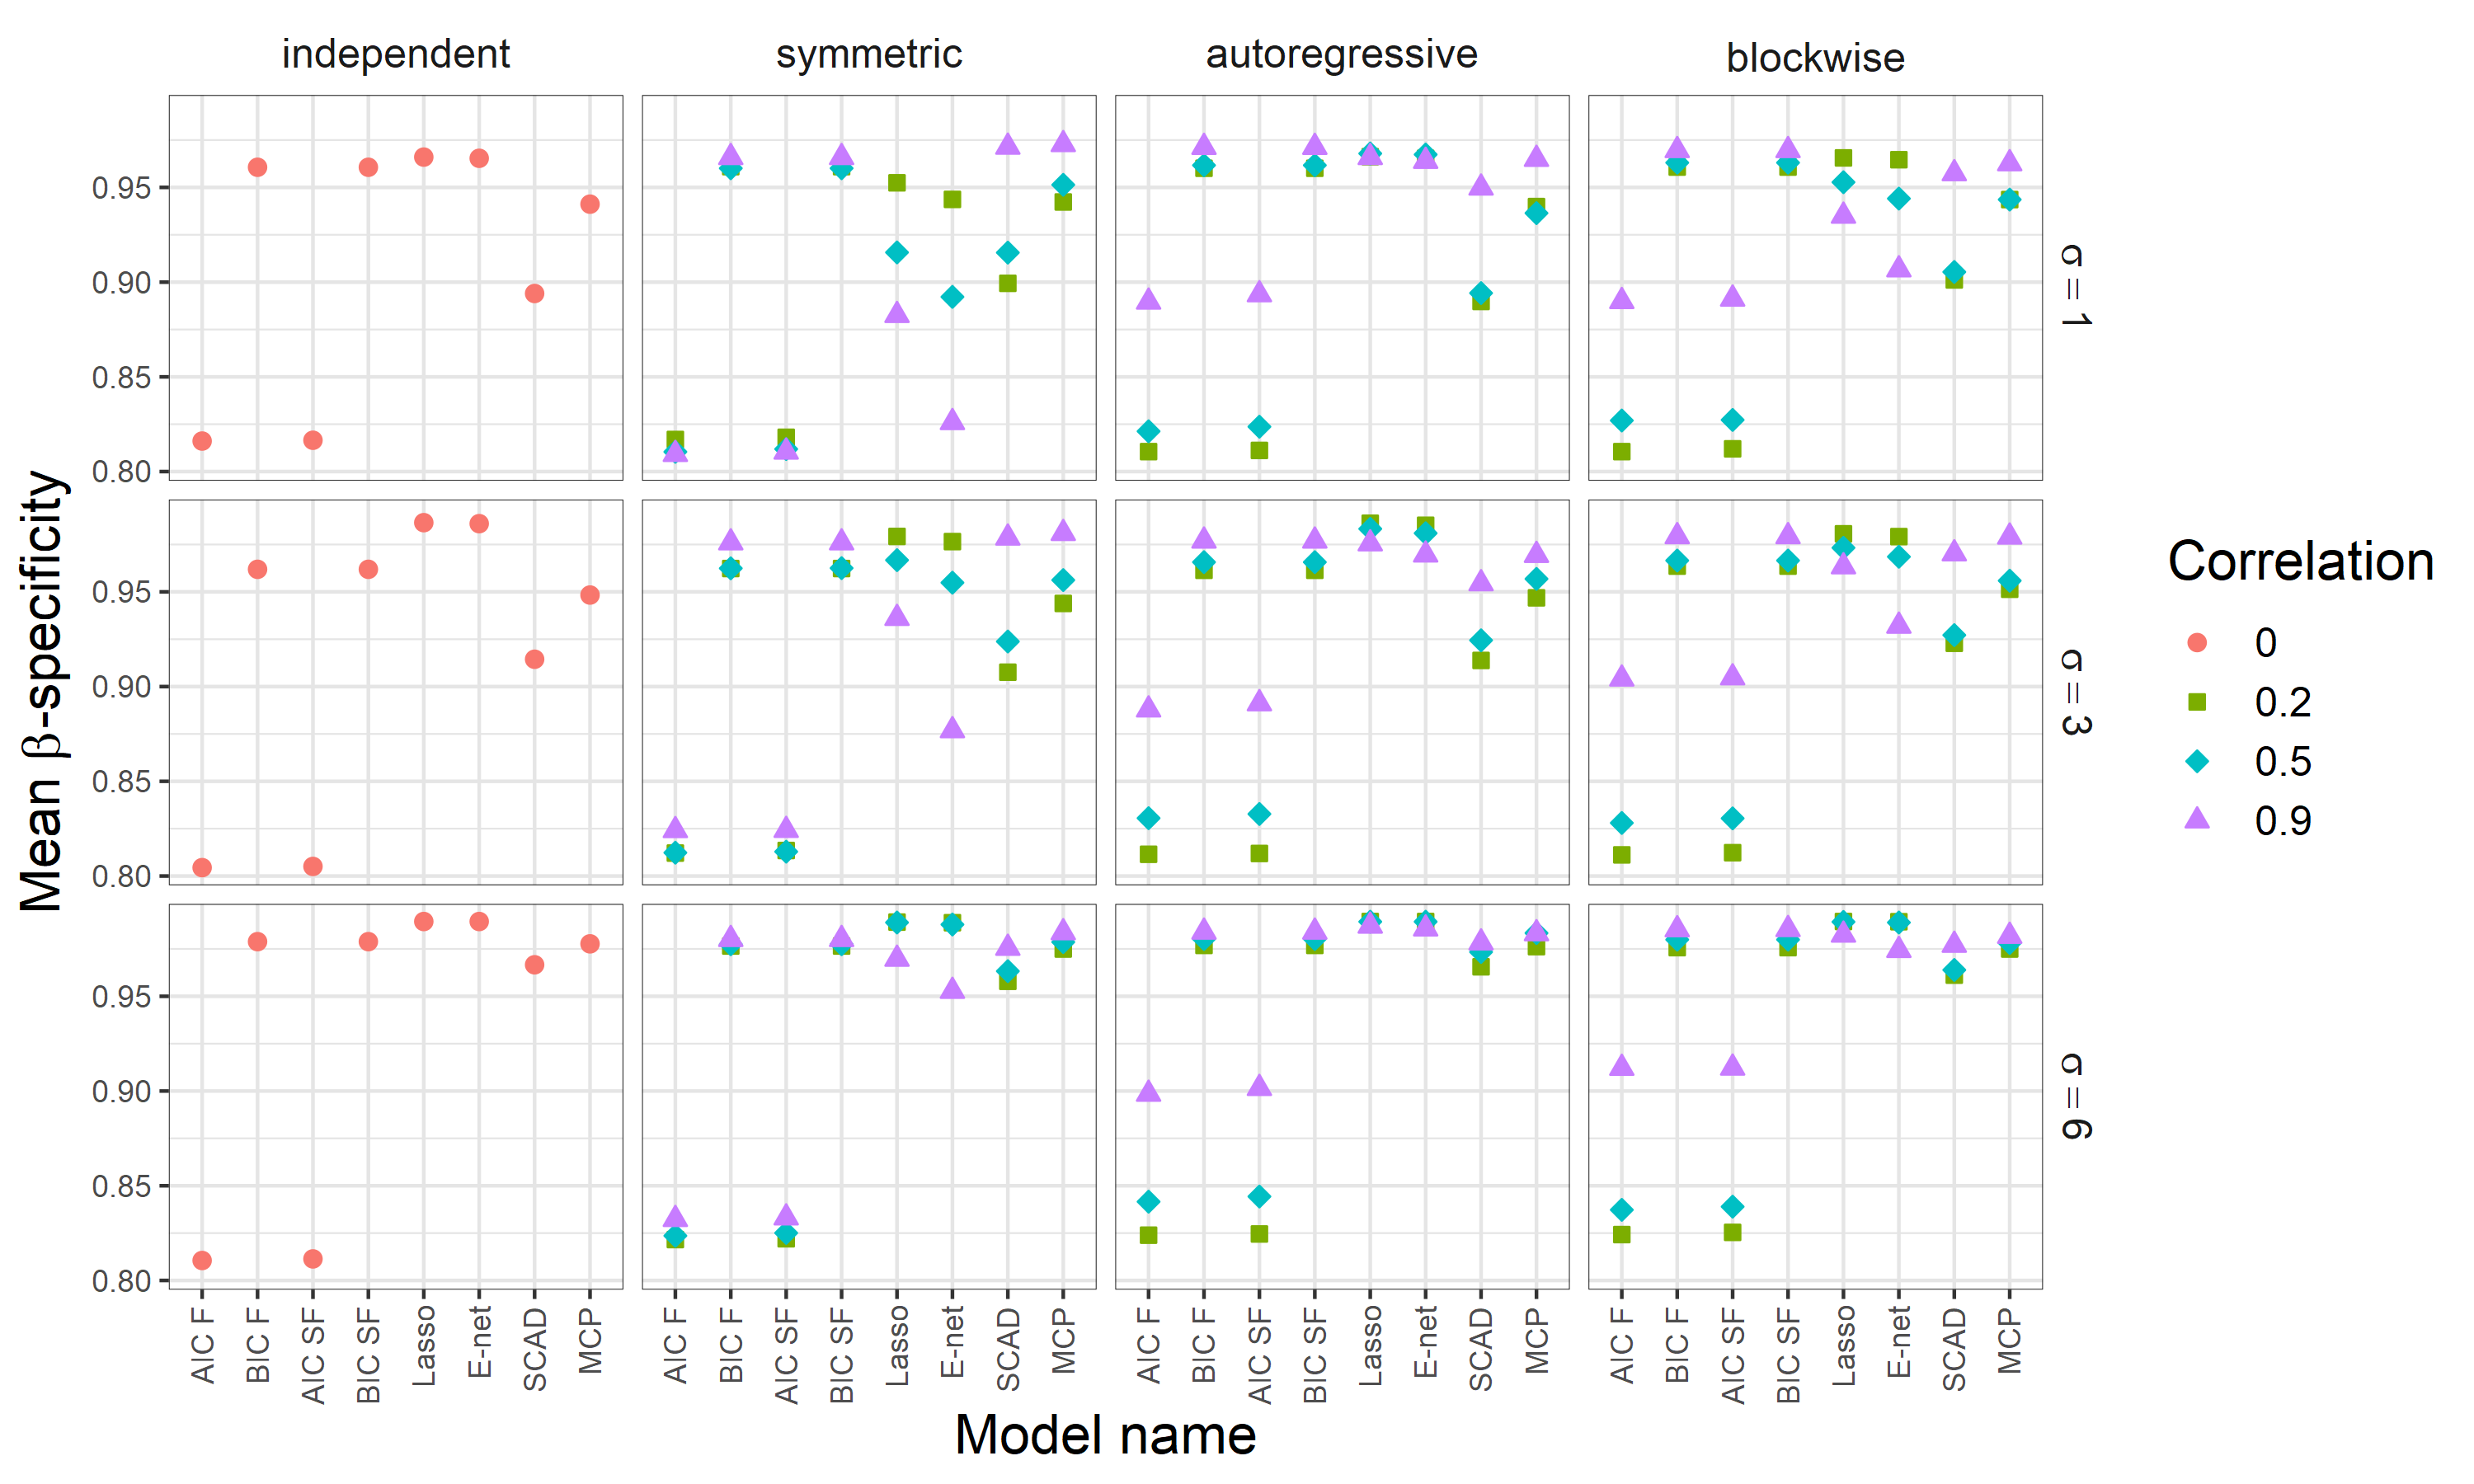 independent
symmetric
autoregressive
blockwise
Mean β-specificity
0.95
0.90
0.85
0.80
σ = 1
0.95
0.90
0.85
0.80
σ = 3
0.95
0.90
0.85
0.80
σ = 6
AIC F
BIC F
AIC SF
BIC SF
Lasso
E-net
SCAD
MCP
AIC F
BIC F
AIC SF
BIC SF
Lasso
E-net
SCAD
MCP
AIC F
BIC F
AIC SF
BIC SF
Lasso
E-net
SCAD
MCP
AIC F
BIC F
AIC SF
BIC SF
Lasso
E-net
SCAD
MCP
Model name
Correlation
0
0.2
0.5
0.9